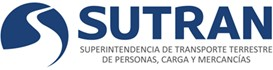 SUTRAN
SUPERINTENDENCIA DE TRANSPORTE TERRESTRE
DE PERSONAS, CARGA Y MERCANCÍAS